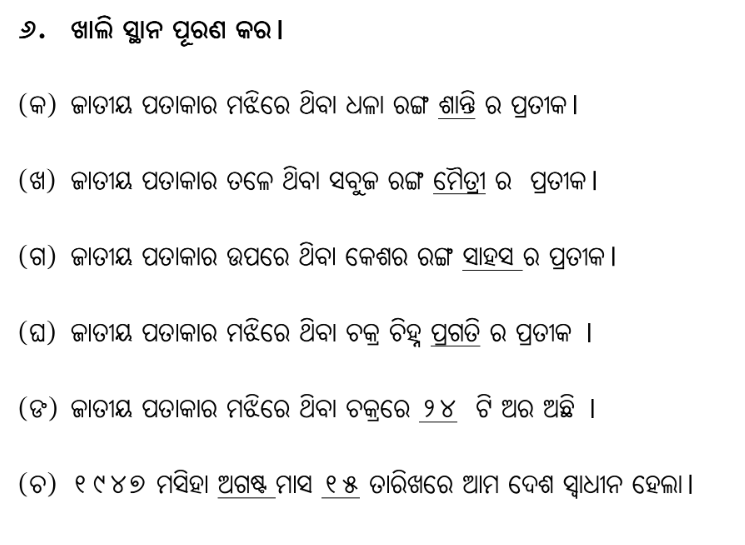 ୬. ଖାଲି ସ୍ଥାନ ପୂରଣ କର।
(କ) ଜାତୀୟ ପତାକାର ମଝିରେ ଥିବା ଧଳା ରଙ୍ଗ ଶାନ୍ତି ର ପ୍ରତୀକ।
(ଖ) ଜାତୀୟ ପତାକାର ତଳେ ଥିବା ସବୁଜ ରଙ୍ଗ ମୈତ୍ରୀ ର ପ୍ରତୀକ।
(ଗ) ଜାତୀୟ ପତାକାର ଉପରେ ଥିବା କେଶର ରଙ୍ଗ ସାହସ ର ପ୍ରତୀକ।
(ଘ) ଜାତୀୟ ପତାକାର ମଝିରେ ଥିବା ଚକ୍ର ଚିହ୍ନ ପ୍ରଗତି ର ପ୍ରତୀକ ।
(ଙ) ଜାତୀୟ ପତାକାର ମଝିରେ ଥିବା ଚକ୍ରରେ ୨୪ ଟି ଅର ଅଛି ।
(ଚ) ୧୯୪୭ ମସିହା ଅଗଷ୍ଟ ମାସ ୧୫ ତାରିଖରେ ଆମ ଦେଶ ସ୍ୱାଧୀନ ହେଲା।